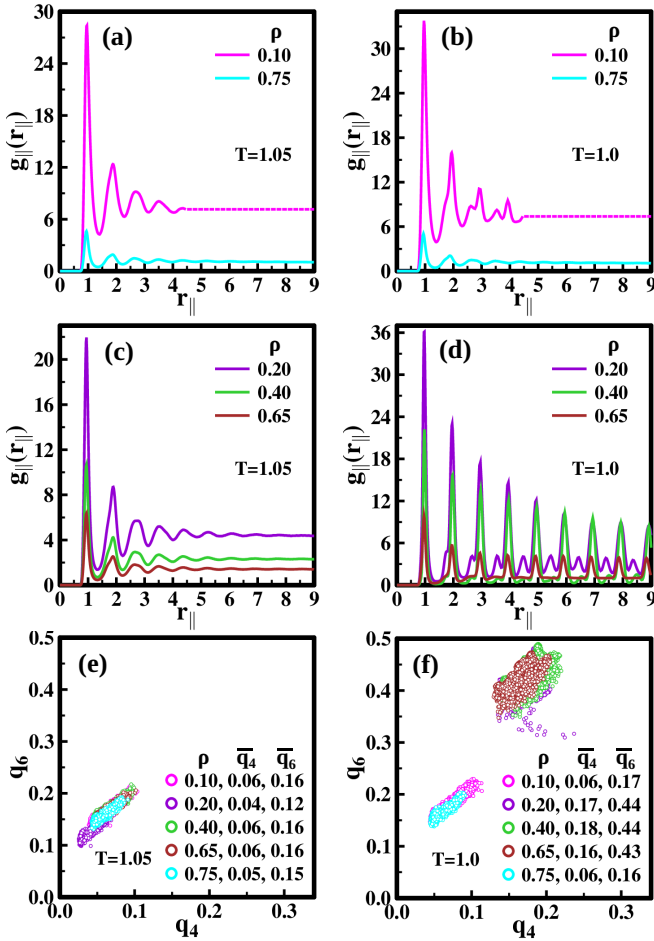 (a)
ρ
0.10
0.75
T=1.05
g||(r||)
30
24
18
12
6
0
0 1 2 3 4 5 6 7 8 9
r||
(b)
ρ
0.10
0.75
T=1.0
g||(r||)
30
24
18
12
6
0
0 1 2 3 4 5 6 7 8 9
r||
(c)
ρ
0.20
0.40
0.65
T=1.05
g||(r||)
20
16
12
8
4
0
0 1 2 3 4 5 6 7 8 9
r||
(d)
ρ
0.20
0.40
0.65
T=1.0
g||(r||)
36
30
24
18
12
6
0
0 1 2 3 4 5 6 7 8 9
r||
(e)
ρ q̅4 q̅6
0.10, 0.06, 0.16
0.20, 0.04, 0.12
0.40, 0.06, 0.16
0.65, 0.06, 0.16
0.75, 0.05, 0.15
T=1.05
q6
0.5
0.4
0.3
0.2
0.1
0.0
0.0 0.1 0.2 0.3
q4
(f)
ρ q̅4 q̅6
0.10, 0.06, 0.17
0.20, 0.17, 0.44
0.40, 0.18, 0.44
0.65, 0.16, 0.43
0.75, 0.06, 0.16
T=1.0
q6
0.5
0.4
0.3
0.2
0.1
0.0
0.0 0.1 0.2 0.3
q4